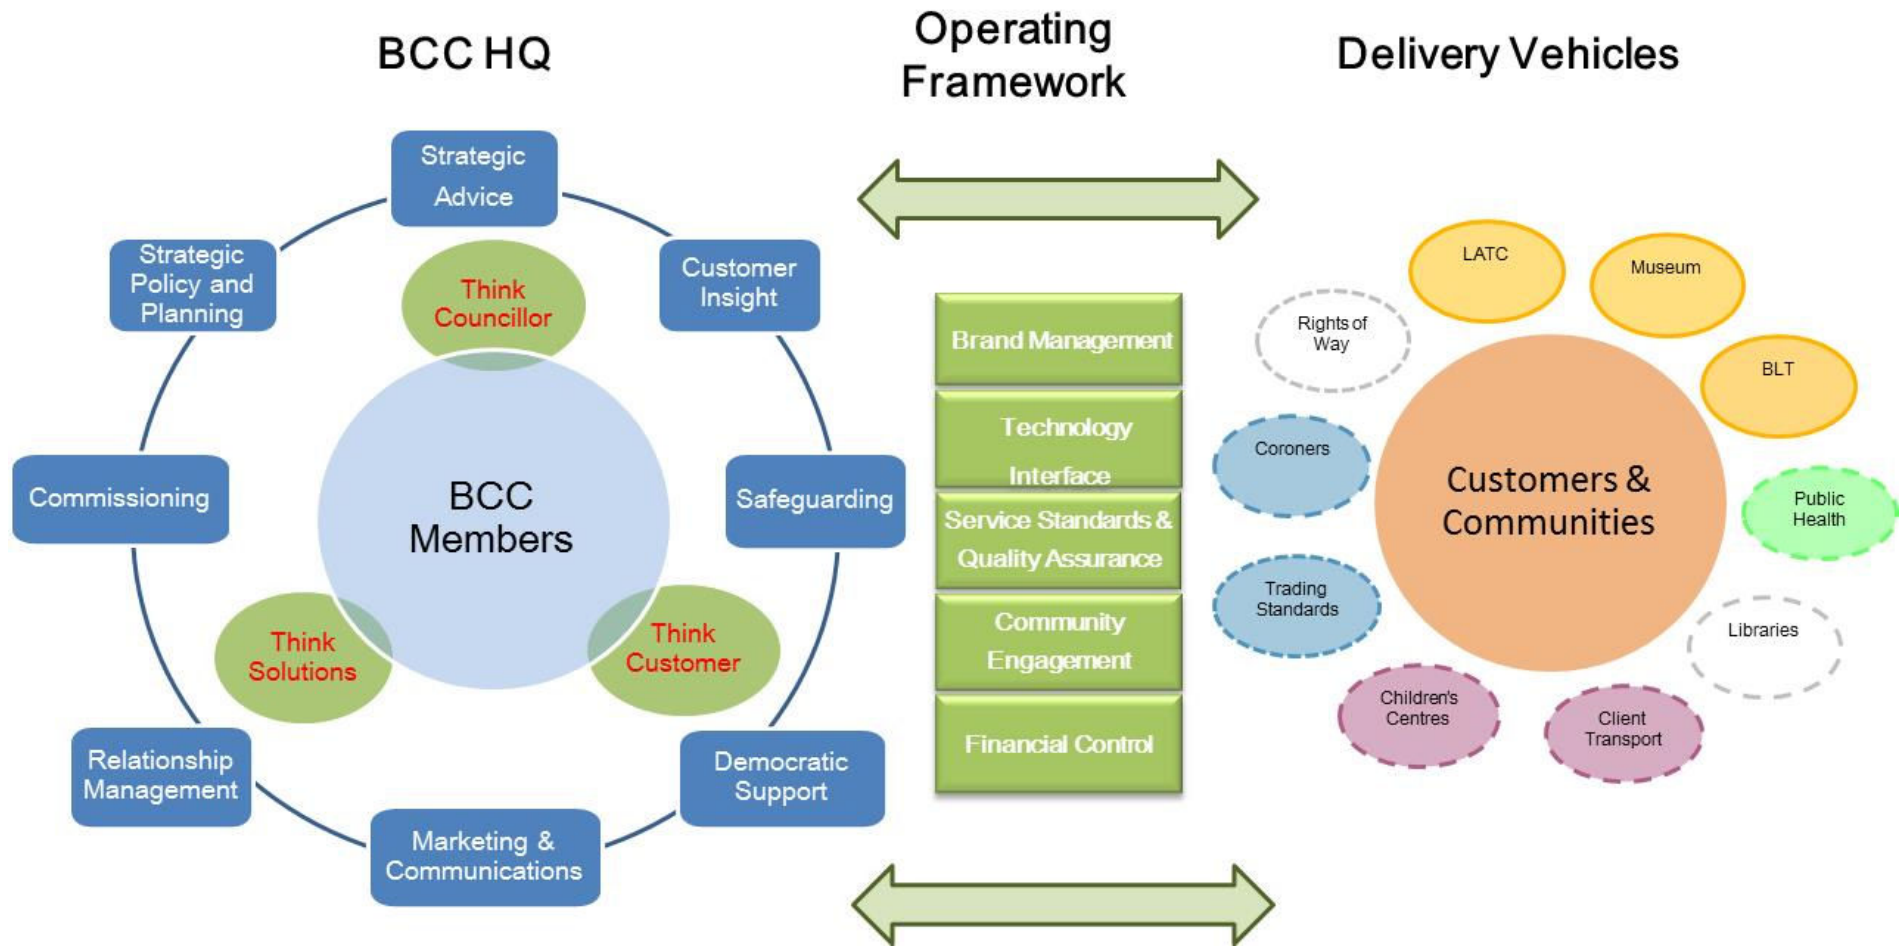 BCC HQ
Operating
Framework
Delivery Vehicles
Strategic
Advice
Strategic
Policy and
Planning
Customer
Insight
Think
Councillor
Commissioning
BCC
Members
Safeguarding
Think
Solutions
Think
Customer
Relationship
Management
Democratic
Support
Marketing &
Communications
Brand Management
Technology
Interface
Service Standards &
Quality Assurance
Community
Engagement
Financial Control
LATC
Museum
Rights of
Way
BLT
Coroners
Customers &
Communities
Public
Health
Trading
Standards
Libraries
Children's
Centres
Client
Transport